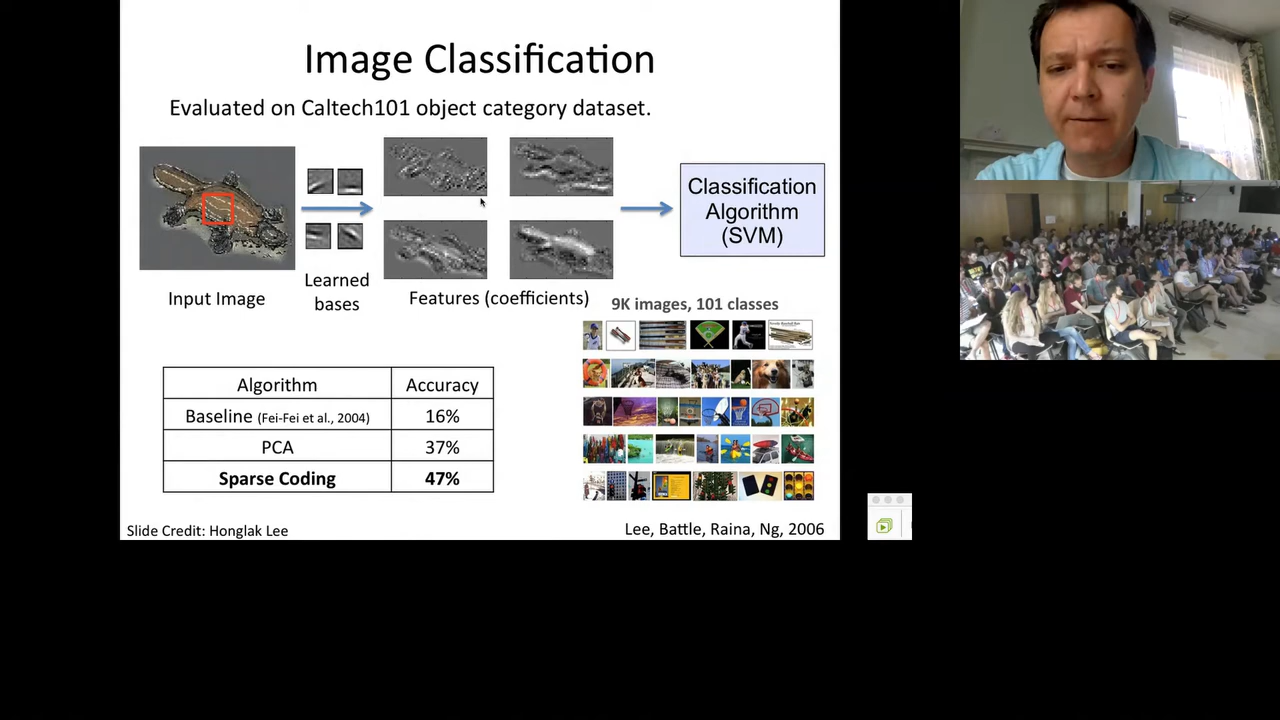 Image Classification
Evaluated on Caltech101 object category dataset.
Input Image
Learned
bases
Features (coefficients)
Classification
Algorithm
(SVM)
9K images, 101 classes
Algorithm Accuracy
Baseline (Fei-Fei et al., 2004) 16%
PCA 37%
Sparse Coding 47%
Slide Credit: Honglak Lee
Lee, Battle, Raina, Ng, 2006